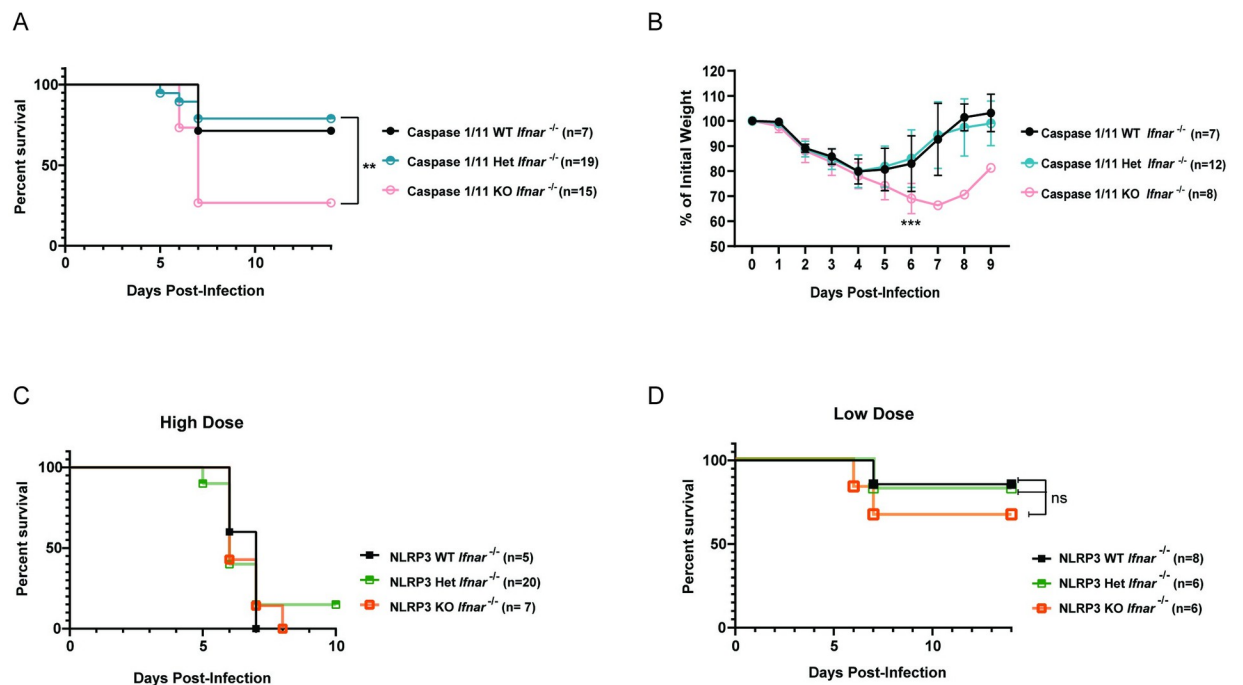 A
Percent survival
100
50
0
0
5
10
Days Post-Infection
Caspase 1/11 WT Ifnar -/- (n=7)
Caspase 1/11 Het Ifnar -/- (n=19)
Caspase 1/11 KO Ifnar -/- (n=15)
**
B
% of Initial Weight
120
110
100
90
80
70
60
50
0 1 2 3 4 5 6 7 8 9
Days Post-Infection
***
Caspase 1/11 WT Ifnar -/- (n=7)
Caspase 1/11 Het Ifnar -/- (n=12)
Caspase 1/11 KO Ifnar -/- (n=8)
C
High Dose
Percent survival
100
50
0
0
5
10
Days Post-Infection
NLRP3 WT Ifnar -/- (n=5)
NLRP3 Het Ifnar -/- (n=20)
NLRP3 KO Ifnar -/- (n= 7)
D
Low Dose
Percent survival
100
50
0
0
5
10
Days Post-Infection
ns
NLRP3 WT Ifnar -/- (n=8)
NLRP3 Het Ifnar -/- (n=6)
NLRP3 KO Ifnar -/- (n=6)